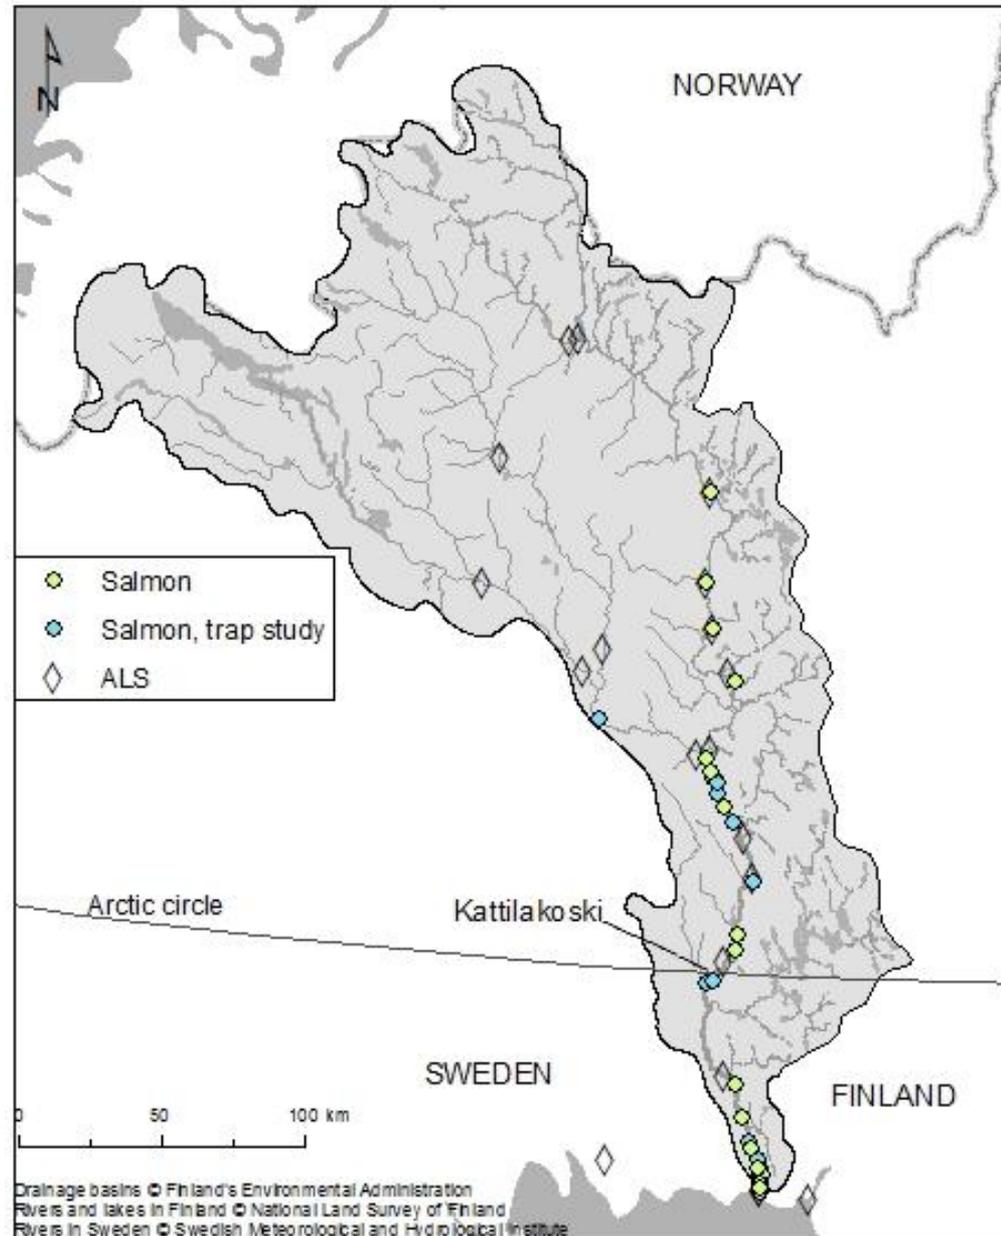 N
NORWAY
Salmon
Salmon, trap study
ALS
Arctic circle
Kattilakoski
SWEDEN
FINLAND
0 50 100 km
Drainage basins © Finland's Environmental Administration
Rivers and lakes in Finland © National Land Survey of Finland
Rivers in Sweden © Swedish Meteorological and Hydrological Institute